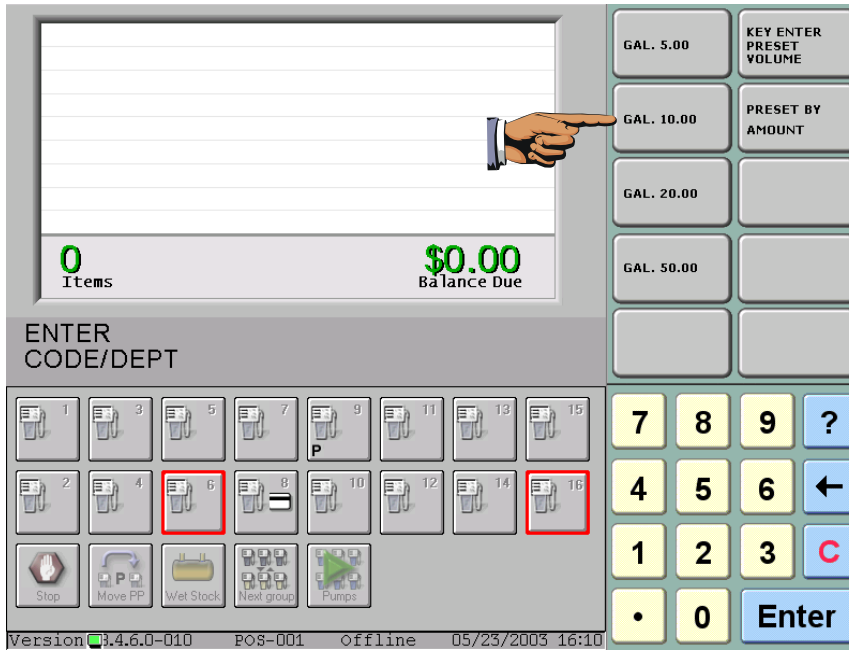 0
Items
$0.00
Balance Due
ENTER
CODE/DEPT
GAL. 5.00
KEY ENTER
PRESET
VOLUME
GAL. 10.00
PRESET BY
AMOUNT
GAL. 20.00
GAL. 50.00
1 3 5 7 9 11 13 15
P
2 4 6 8 10 12 14 16
P
Stop Move PP Wet Stock Next group Pumps
7 8 9 ?
4 5 6 ←
1 2 3 C
• 0 Enter
Version 3.4.6.0-010 POS-001 Offline 05/23/2003 16:10